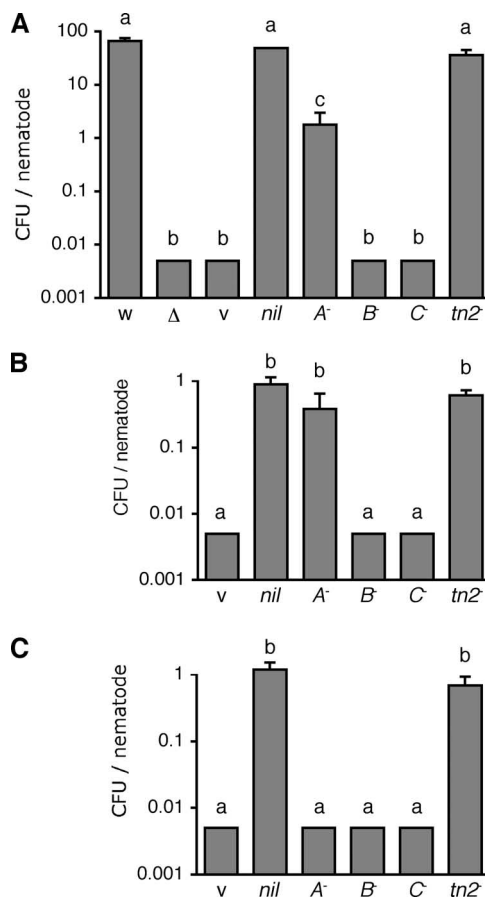 A
a
a
a
c
b
b
b
b
100
10
1
0.1
0.01
0.001
CFU / nematode
w Δ v nil A- B- C- tn2-
B
b
b
b
a
a
a
1
0.1
0.01
0.001
CFU / nematode
v nil A- B- C- tn2-
C
b
b
a
a
a
a
1
0.1
0.01
0.001
CFU / nematode
v nil A- B- C- tn2-